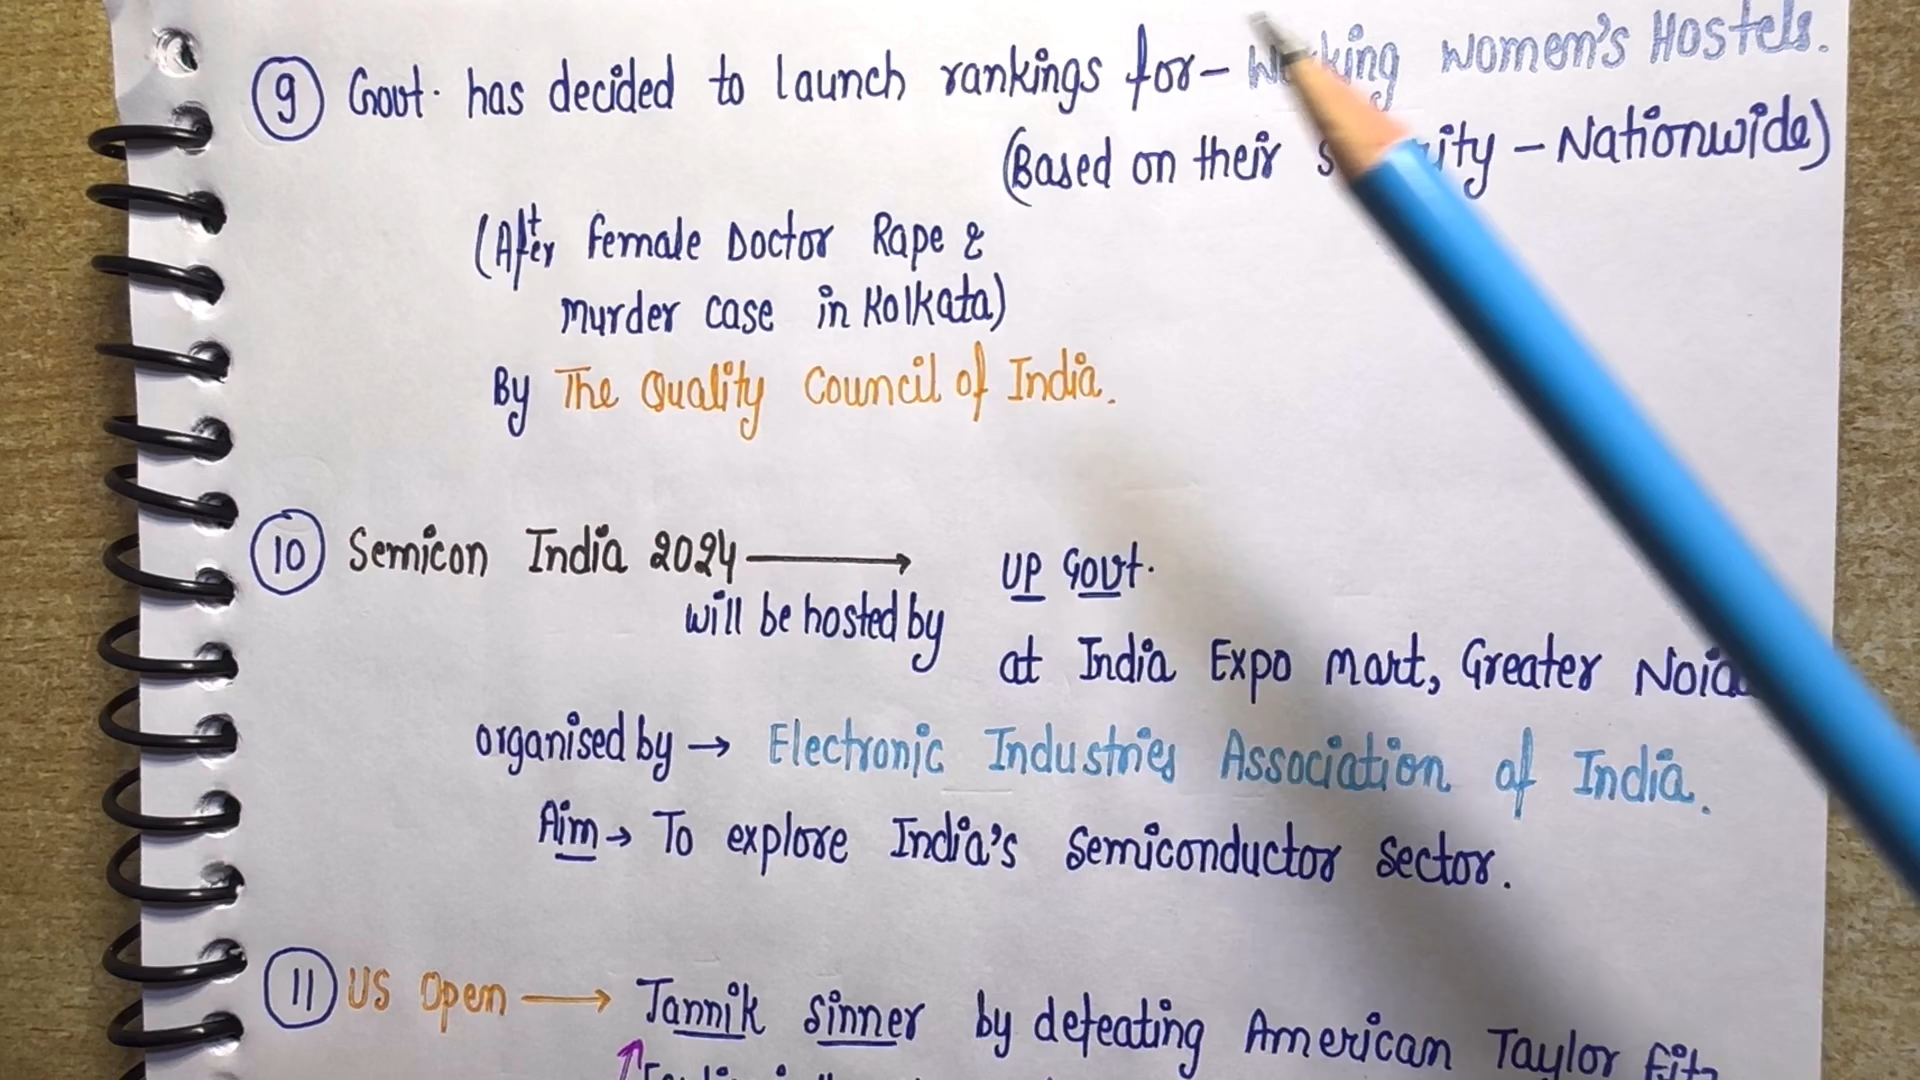 9 Govt. has decided to launch rankings for- Working women's Hostels.
(Based on their security - Nationwide)
(After female Doctor Rape &
Murder case in Kolkata)
By The Quality Council of India.
10 Semicon India 2024 → UP Govt.
will be hosted by
at India Expo Mart, Greater
organised by → Electronic Industries Association of India.
Aim → To explore India's Semiconductor Sector.
11 US Open → Jannik Sinner by defeating American Taylor